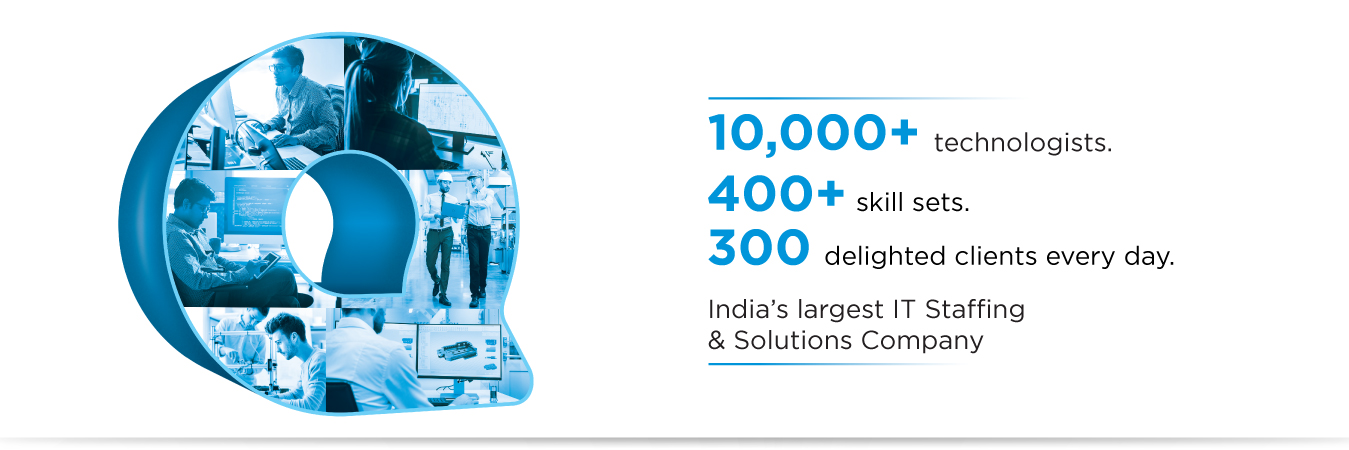 10,000+ technologists.
400+ skill sets.
300 delighted clients every day.
India’s largest IT Staffing
& Solutions Company